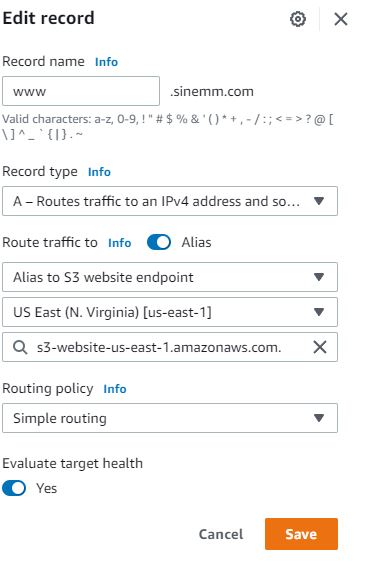 Edit record
Record name Info
www .sinemm.com
Valid characters: a-z, 0-9, ! " # $ % & ' ( ) * + , - / : ; < = > ? @ [
\ ] ^ _ ` { | } . ~
Record type Info
A – Routes traffic to an IPv4 address and so...
Route traffic to Info Alias
Alias to S3 website endpoint
US East (N. Virginia) [us-east-1]
s3-website-us-east-1.amazonaws.com.
Routing policy Info
Simple routing
Evaluate target health
Yes
Cancel Save